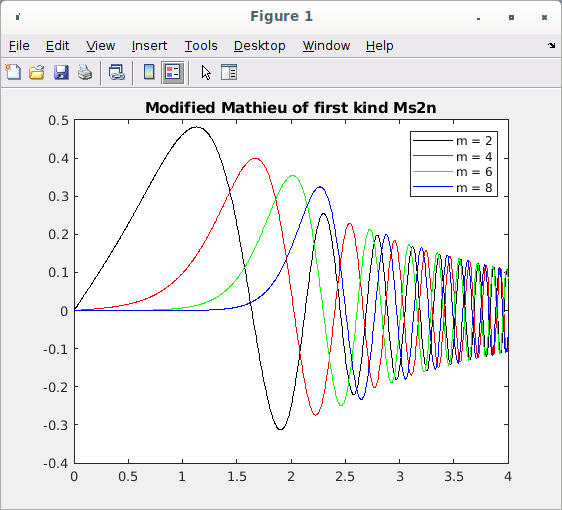 Figure 1
File Edit View Insert Tools Desktop Window Help
Modified Mathieu of first kind Ms2n
0.5
0.4
0.3
0.2
0.1
0
-0.1
-0.2
-0.3
-0.4
m = 2
m = 4
m = 6
m = 8
0 0.5 1 1.5 2 2.5 3 3.5 4